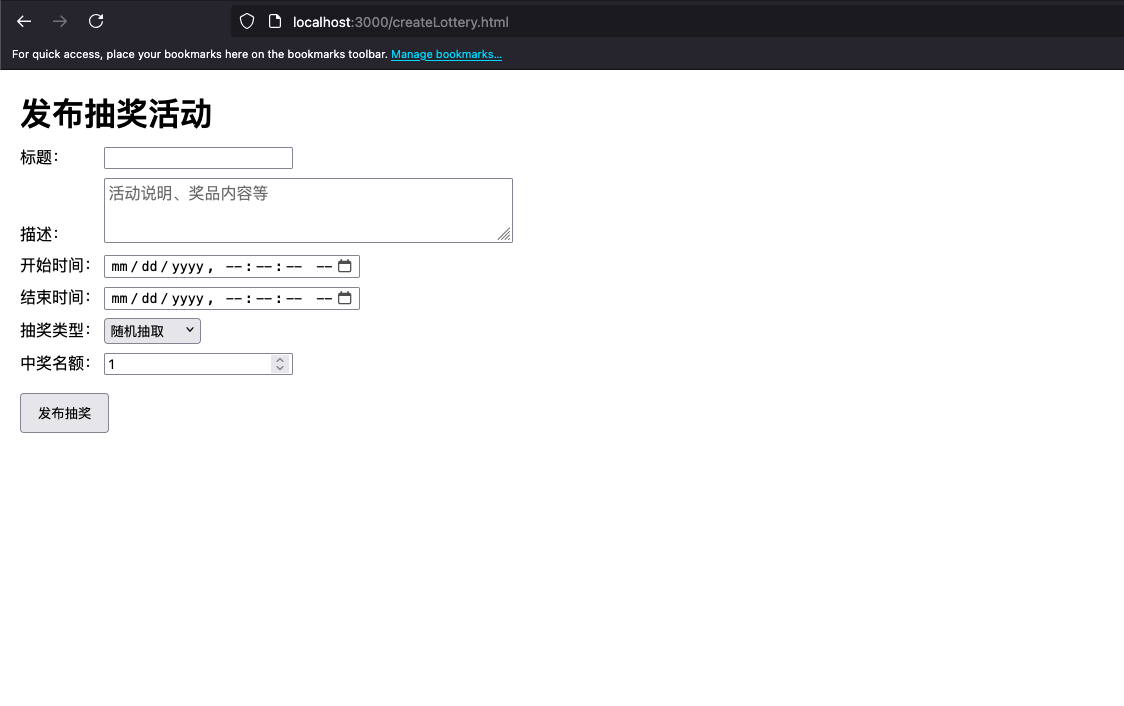 localhost:3000/createLottery.html
For quick access, place your bookmarks here on the bookmarks toolbar. Manage bookmarks...
发布抽奖活动
标题：
活动说明、奖品内容等
描述：
开始时间： mm/dd/yyyy, --:--:-- --
结束时间： mm/dd/yyyy, --:--:-- --
抽奖类型： 随机抽取
中奖名额： 1
发布抽奖